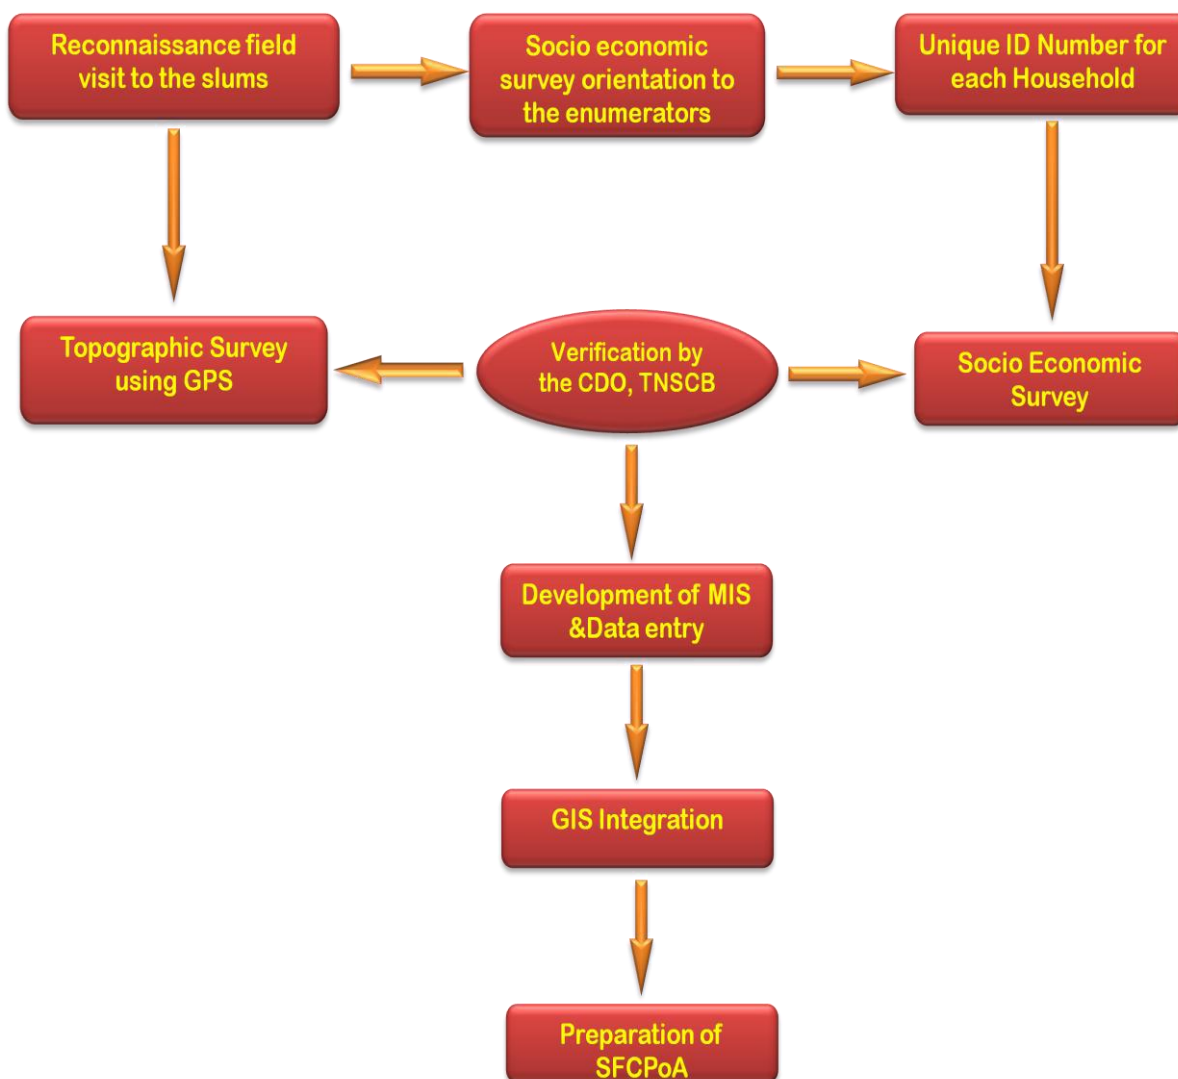 Reconnaissance field
visit to the slums
Socio economic
survey orientation to
the enumerators
Unique ID Number for
each Household
Topographic Survey
using GPS
Verification by
the CDO, TNSCB
Socio Economic
Survey
Development of MIS
&Data entry
GIS Integration
Preparation of
SFCPoA